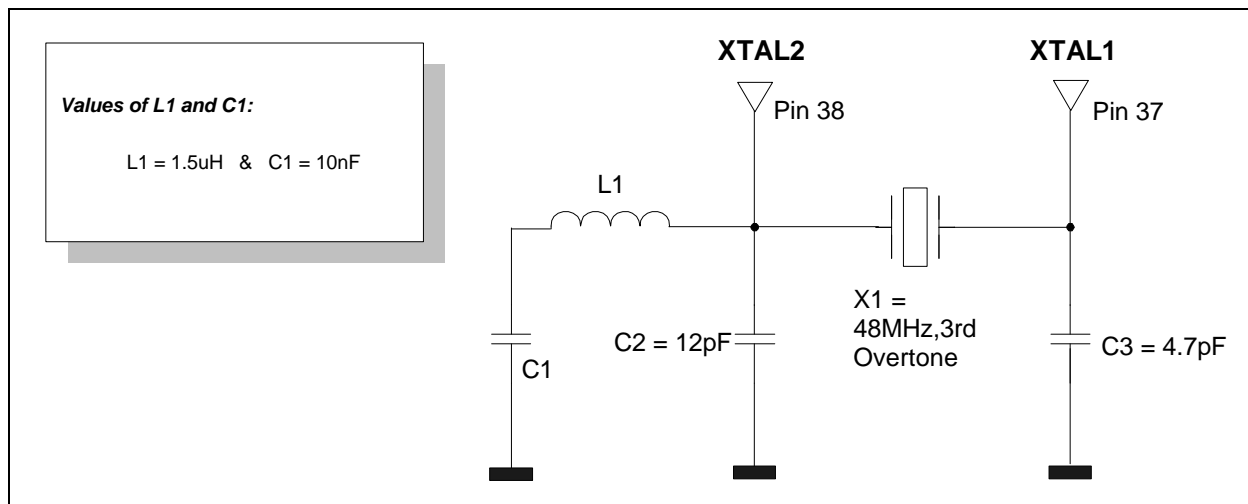 Values of L1 and C1:
L1 = 1.5uH & C1 = 10nF
XTAL2
Pin 38
XTAL1
Pin 37
L1
C1
C2 = 12pF
X1 =
48MHz,3rd
Overtone
C3 = 4.7pF